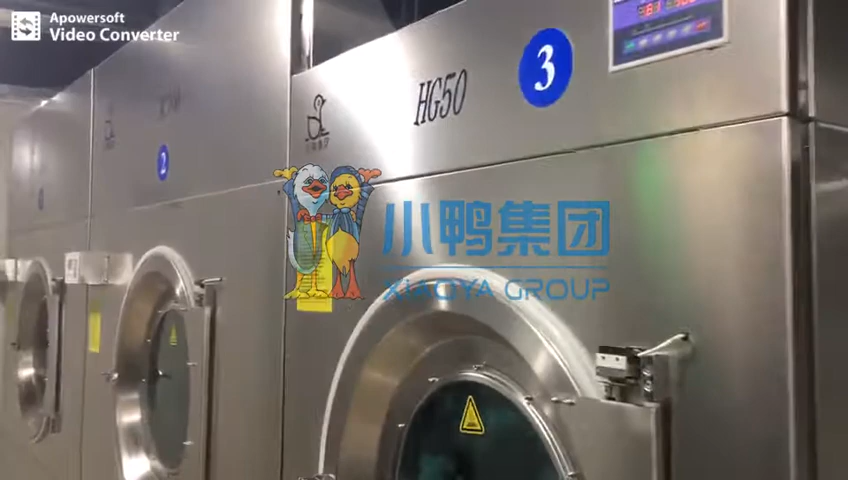 Apowersoft
Video Converter
HG50
3
2
小鸭集团
XIAOYA GROUP